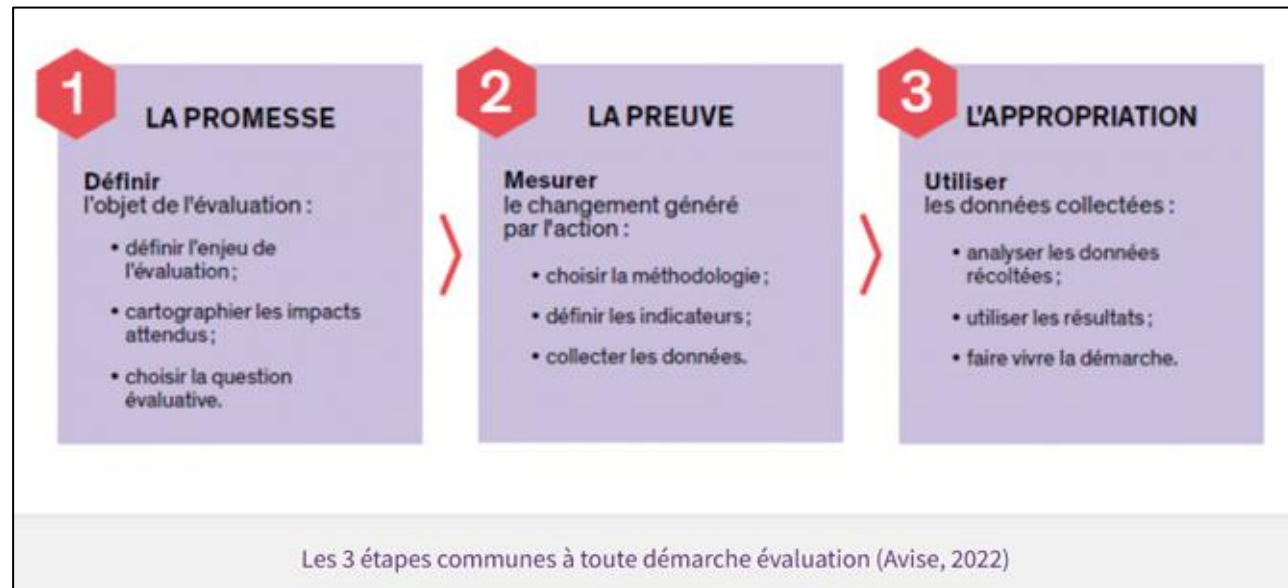 1
LA PROMESSE
Définir
l'objet de l'évaluation :
• définir l'enjeu de
l'évaluation ;
• cartographier les impacts
attendus ;
• choisir la question
évaluative.
2
LA PREUVE
Mesurer
le changement généré
par l'action :
• choisir la méthodologie ;
• définir les indicateurs ;
• collecter les données.
3
L'APPROPRIATION
Utiliser
les données collectées :
• analyser les données
récoltées ;
• utiliser les résultats ;
• faire vivre la démarche.
Les 3 étapes communes à toute démarche évaluation (Avise, 2022)